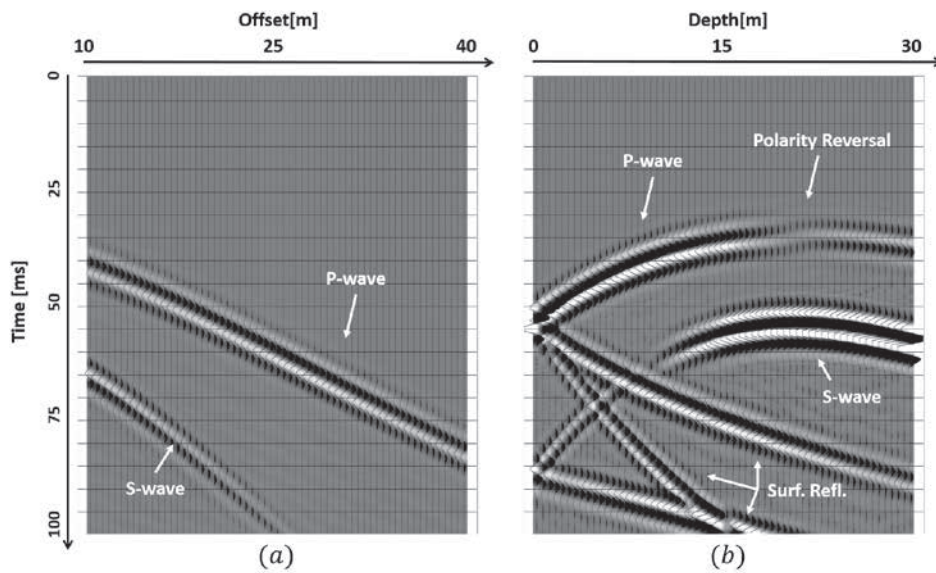 Offset[m]
10 25 40
Depth[m]
0 15 30
Time [ms]
0
25
50
75
100
P-wave
S-wave
(a)
Polarity Reversal
P-wave
S-wave
Surf. Refl.
(b)